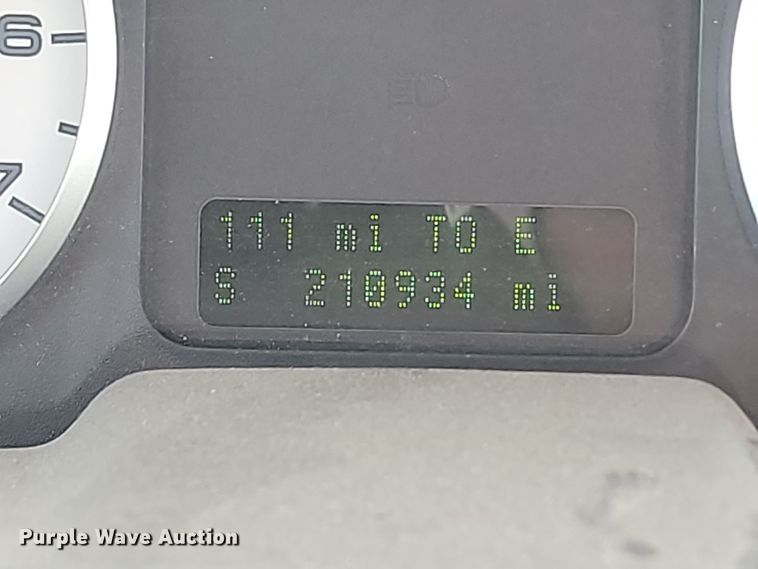 6
7
111 mi TO E
S 210934 mi
Purple Wave Auction